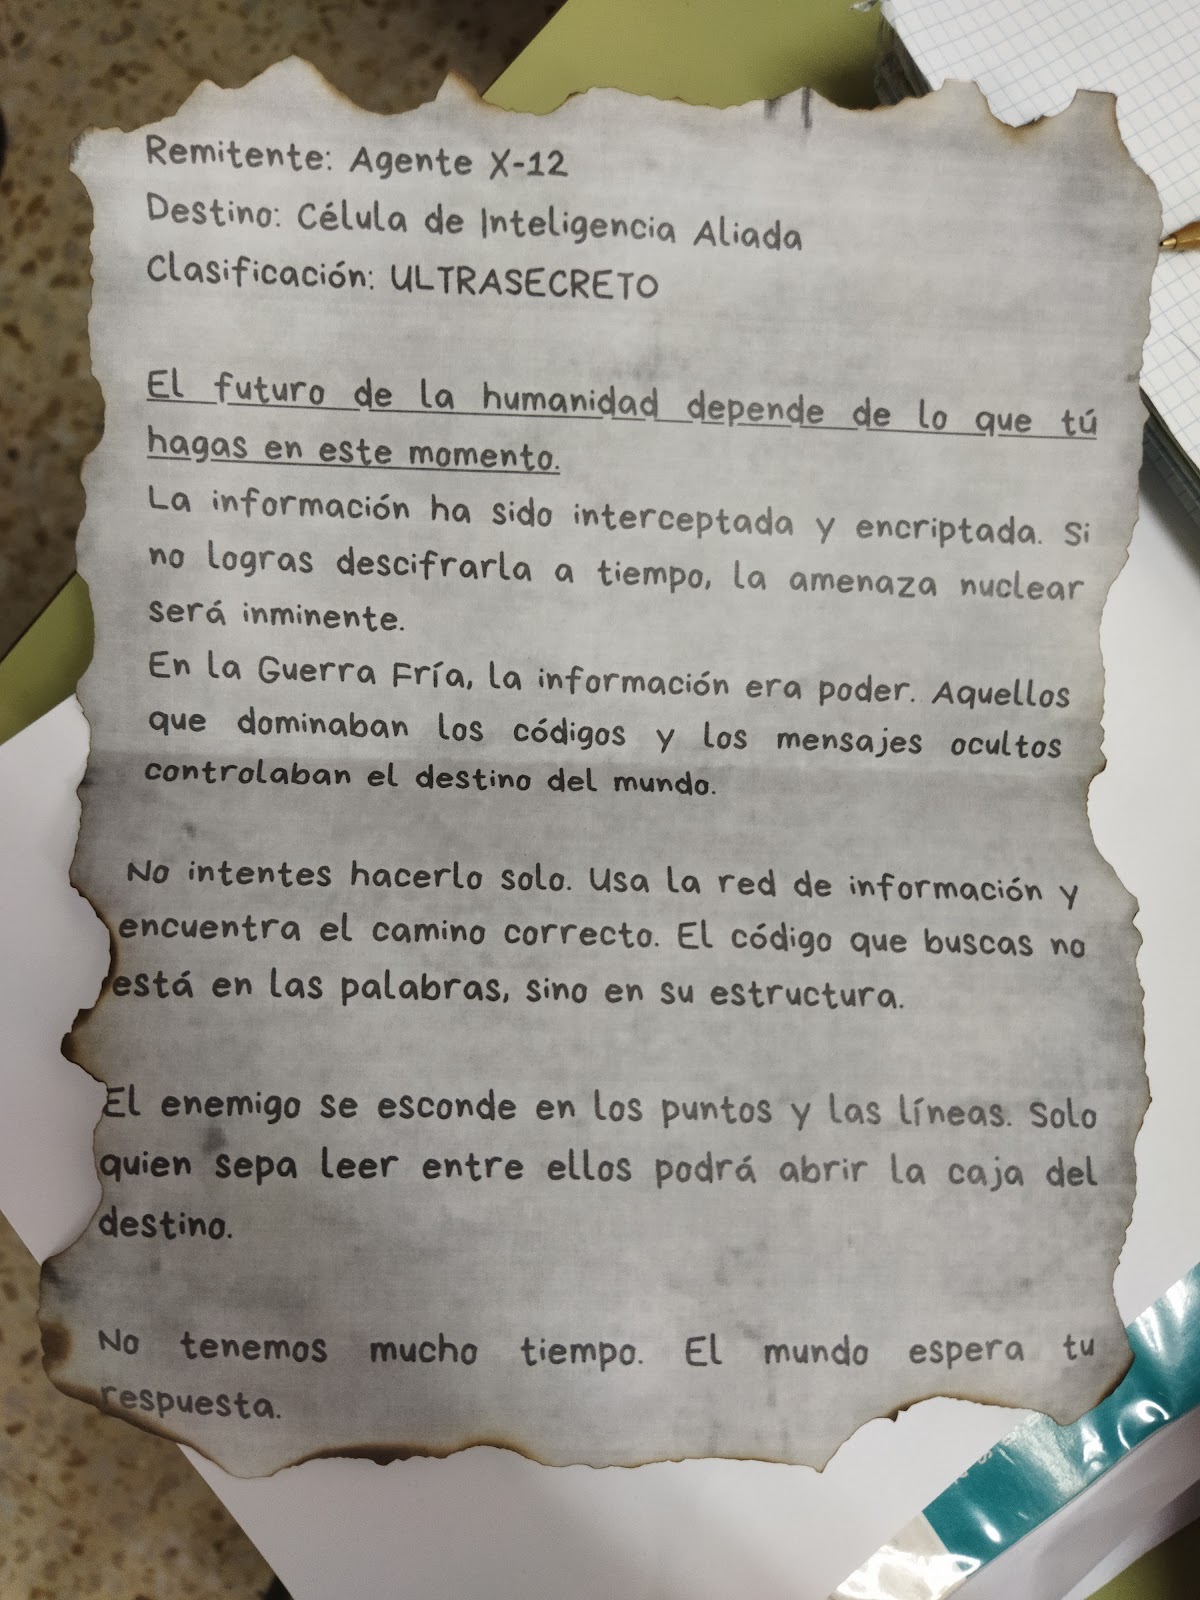 Remitente: Agente X-12
Destino: Célula de Inteligencia Aliada
Clasificación: ULTRASECRETO
El futuro de la humanidad depende de lo que tú
hagas en este momento.
La información ha sido interceptada y encriptada. Si
no logras descifrarla a tiempo, la amenaza nuclear
será inminente.
En la Guerra Fría, la información era poder. Aquellos
que dominaban los códigos y los mensajes ocultos
controlaban el destino del mundo.
No intentes hacerlo solo. Usa la red de información y
encuentra el camino correcto. El código que buscas no
está en las palabras, sino en su estructura.
El enemigo se esconde en los puntos y las líneas. Solo
quien sepa leer entre ellos podrá abrir la caja del
destino.
No tenemos mucho tiempo. El mundo espera tu
respuesta.